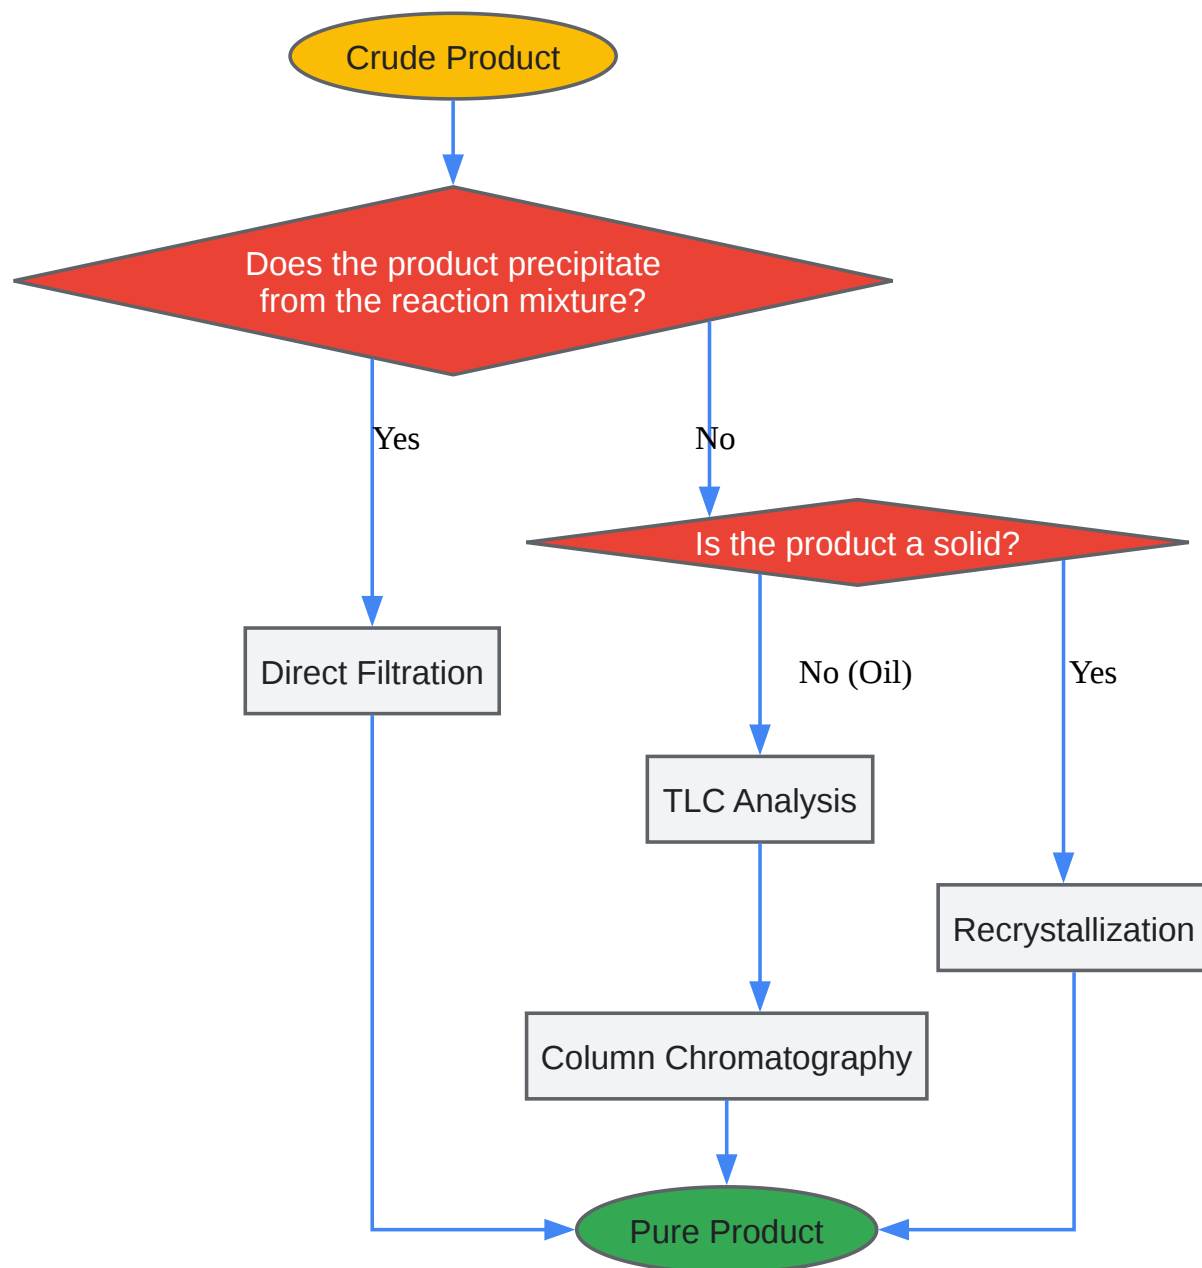 Crude Product
Does the product precipitate
from the reaction mixture?
Yes
No
Is the product a solid?
Direct Filtration
No (Oil)
Yes
TLC Analysis
Recrystallization
Column Chromatography
Pure Product